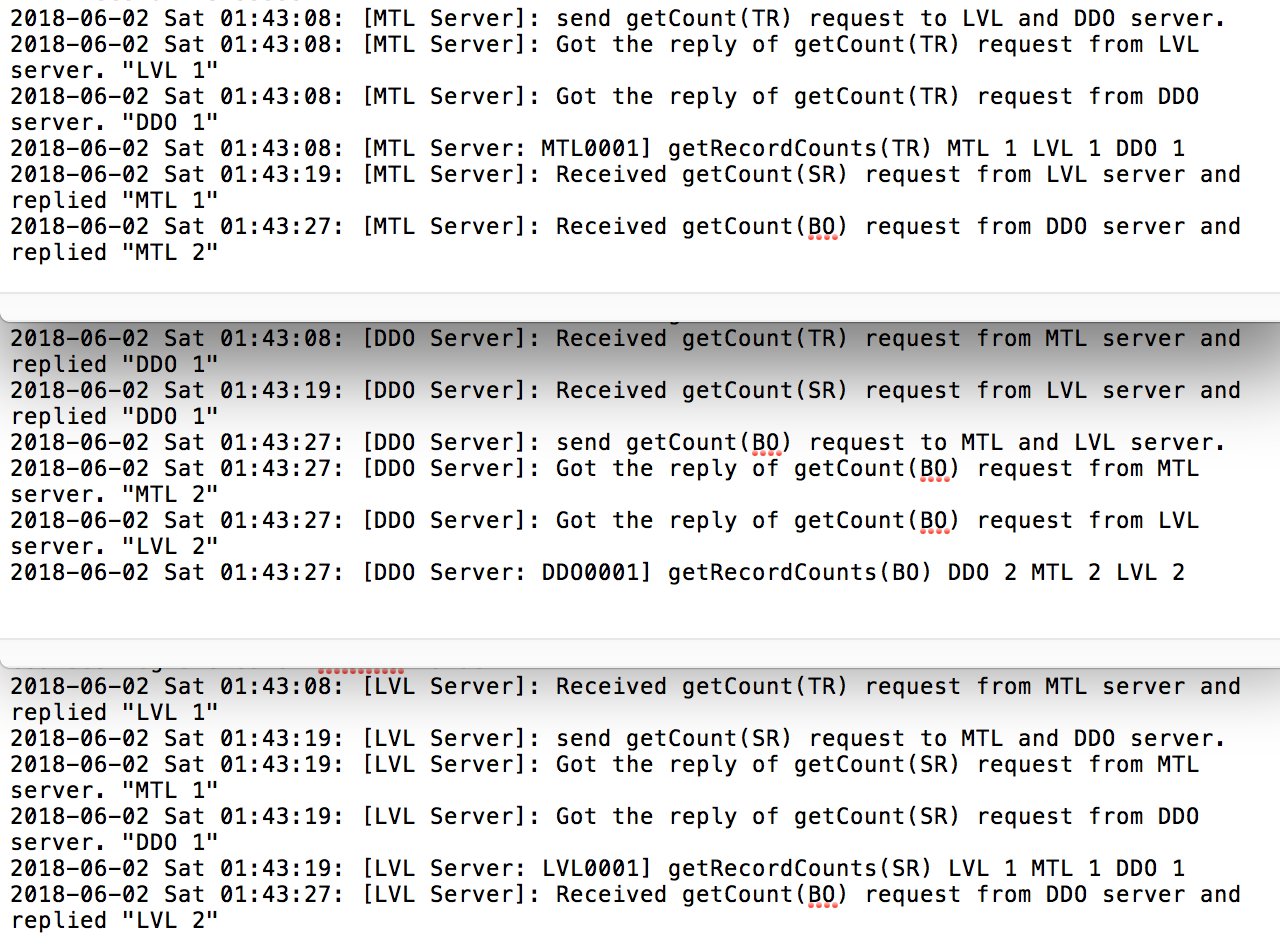 2018-06-02 Sat 01:43:08: [MTL Server]: send getCount(TR) request to LVL and DDO server.
2018-06-02 Sat 01:43:08: [MTL Server]: Got the reply of getCount(TR) request from LVL
server. "LVL 1"
2018-06-02 Sat 01:43:08: [MTL Server]: Got the reply of getCount(TR) request from DDO
server. "DDO 1"
2018-06-02 Sat 01:43:08: [MTL Server: MTL0001] getRecordCounts(TR) MTL 1 LVL 1 DDO 1
2018-06-02 Sat 01:43:19: [MTL Server]: Received getCount(SR) request from LVL server and
replied "MTL 1"
2018-06-02 Sat 01:43:27: [MTL Server]: Received getCount(BO) request from DDO server and
replied "MTL 2"
2018-06-02 Sat 01:43:08: [DDO Server]: Received getCount(TR) request from MTL server and
replied "DDO 1"
2018-06-02 Sat 01:43:19: [DDO Server]: Received getCount(SR) request from LVL server and
replied "DDO 1"
2018-06-02 Sat 01:43:27: [DDO Server]: send getCount(BO) request to MTL and LVL server.
2018-06-02 Sat 01:43:27: [DDO Server]: Got the reply of getCount(BO) request from MTL
server. "MTL 2"
2018-06-02 Sat 01:43:27: [DDO Server]: Got the reply of getCount(BO) request from LVL
server. "LVL 2"
2018-06-02 Sat 01:43:27: [DDO Server: DDO0001] getRecordCounts(BO) DDO 2 MTL 2 LVL 2
2018-06-02 Sat 01:43:08: [LVL Server]: Received getCount(TR) request from MTL server and
replied "LVL 1"
2018-06-02 Sat 01:43:19: [LVL Server]: send getCount(SR) request to MTL and DDO server.
2018-06-02 Sat 01:43:19: [LVL Server]: Got the reply of getCount(SR) request from MTL
server. "MTL 1"
2018-06-02 Sat 01:43:19: [LVL Server]: Got the reply of getCount(SR) request from DDO
server. "DDO 1"
2018-06-02 Sat 01:43:19: [LVL Server: LVL0001] getRecordCounts(SR) LVL 1 MTL 1 DDO 1
2018-06-02 Sat 01:43:27: [LVL Server]: Received getCount(BO) request from DDO server and
replied "LVL 2"